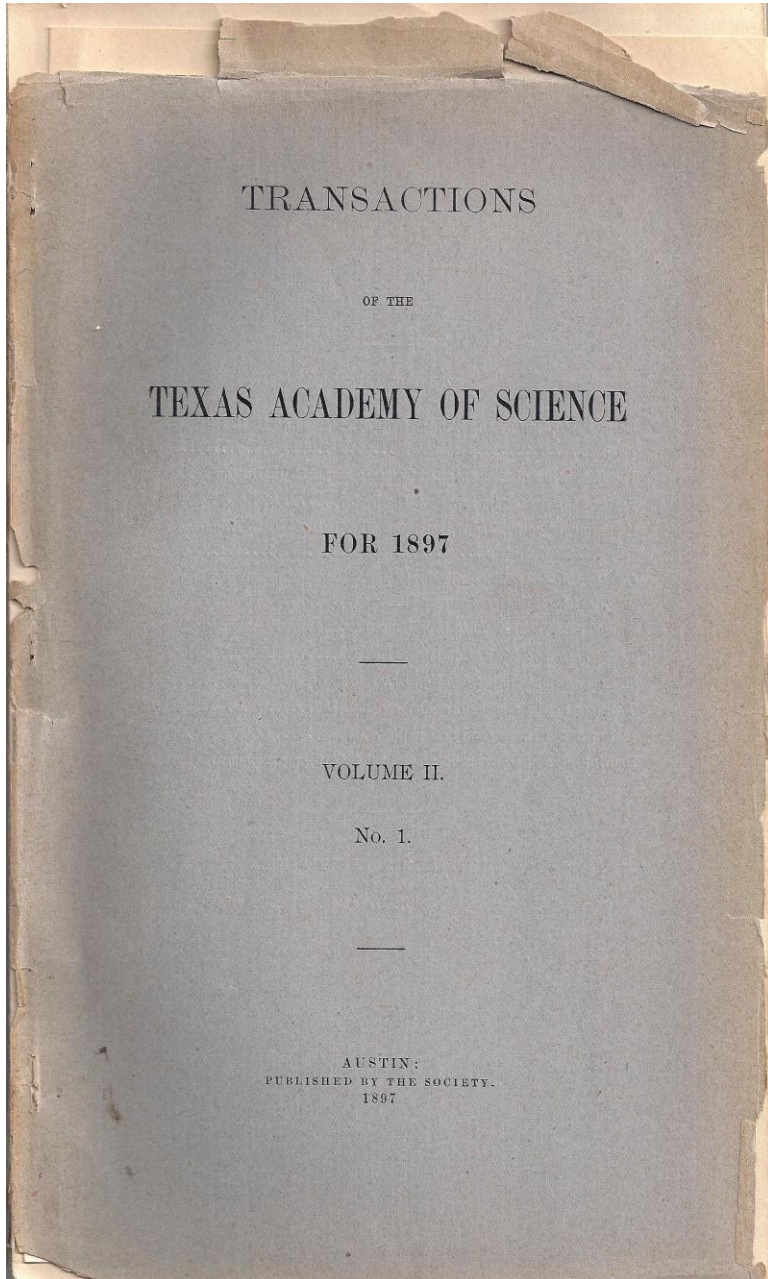 TRANSACTIONS
OF THE
TEXAS ACADEMY OF SCIENCE
FOR 1897
VOLUME II.
No. 1.
AUSTIN:
PUBLISHED BY THE SOCIETY.
1897